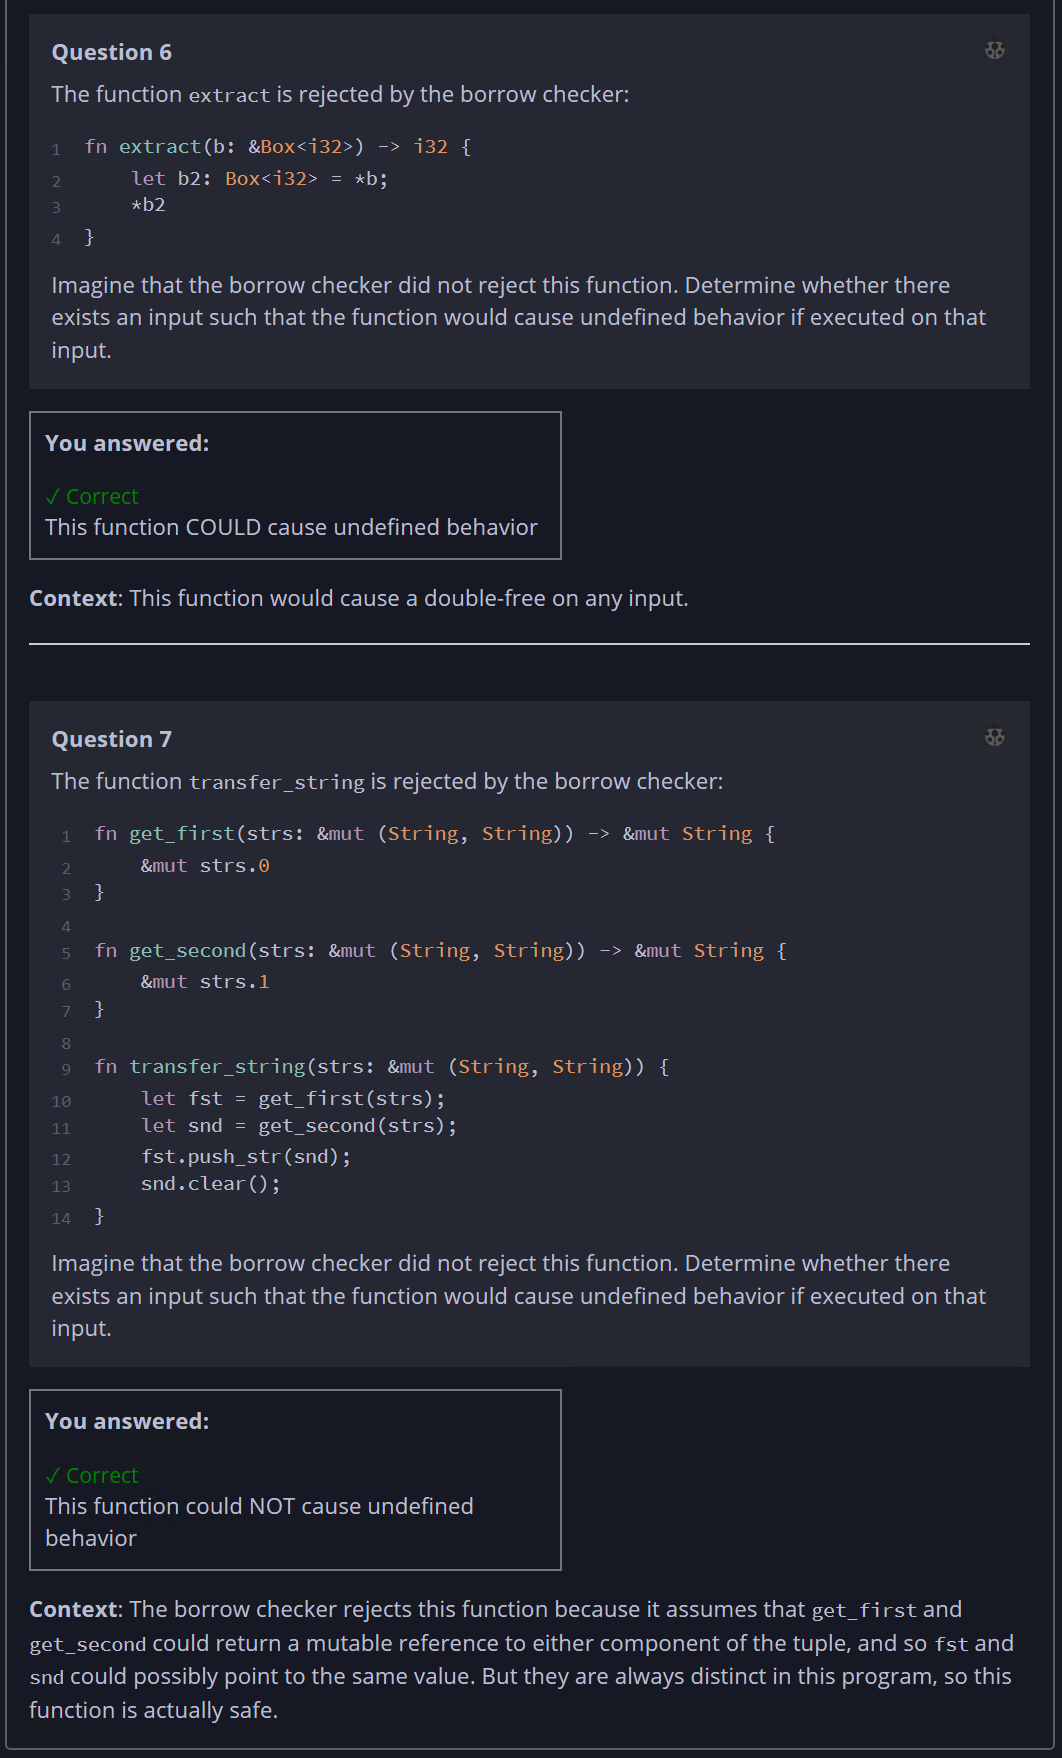 Question 6
The function extract is rejected by the borrow checker:
1 fn extract(b: &Box<i32>) -> i32 {
2     let b2: Box<i32> = *b;
3     *b2
4 }
Imagine that the borrow checker did not reject this function. Determine whether there
exists an input such that the function would cause undefined behavior if executed on that
input.
You answered:
✓ Correct
This function COULD cause undefined behavior
Context: This function would cause a double-free on any input.
Question 7
The function transfer_string is rejected by the borrow checker:
1 fn get_first(strs: &mut (String, String)) -> &mut String {
2     &mut strs.0
3 }
4
5 fn get_second(strs: &mut (String, String)) -> &mut String {
6     &mut strs.1
7 }
8
9 fn transfer_string(strs: &mut (String, String)) {
10     let fst = get_first(strs);
11     let snd = get_second(strs);
12     fst.push_str(snd);
13     snd.clear();
14 }
Imagine that the borrow checker did not reject this function. Determine whether there
exists an input such that the function would cause undefined behavior if executed on that
input.
You answered:
✓ Correct
This function could NOT cause undefined
behavior
Context: The borrow checker rejects this function because it assumes that get_first and
get_second could return a mutable reference to either component of the tuple, and so fst and
snd could possibly point to the same value. But they are always distinct in this program, so this
function is actually safe.